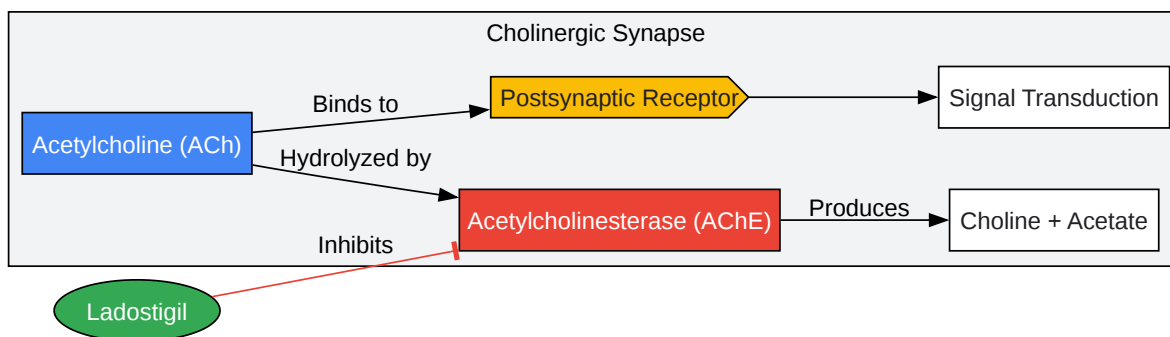 Cholinergic Synapse
Binds to
Postsynaptic Receptor
Signal Transduction
Acetylcholine (ACh)
Hydrolyzed by
Acetylcholinesterase (AChE)
Produces
Choline + Acetate
Inhibits
Ladostigil